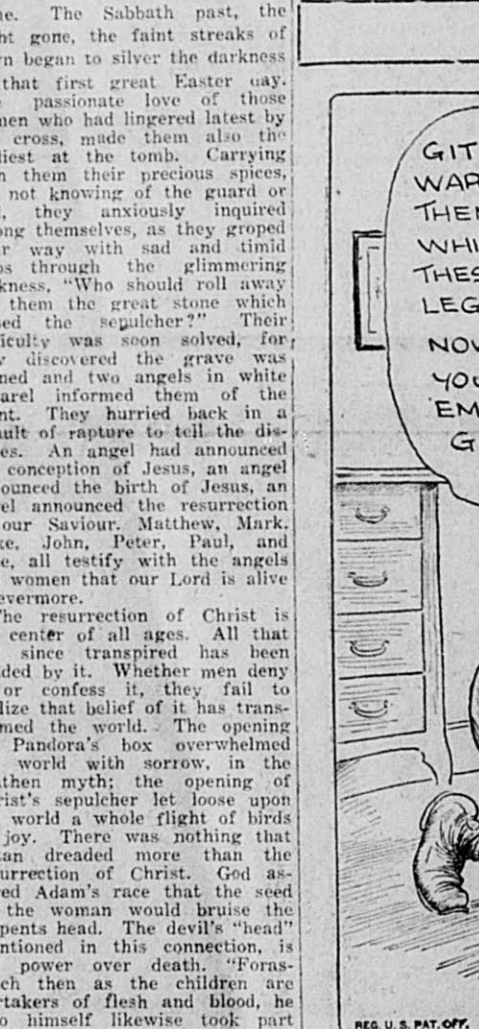 The Sabbath past, the
gone, the faint streaks of
began to silver the darkness
that first great Easter day.
passionate love of those
men who had lingered latest by
cross, made them also the
liest at the tomb. Carrying
them their precious spices,
not knowing of the guard or
they anxiously inquired
ong themselves, as they groped
way with sad and timid
through the glimmering
kness, "Who should roll away
them the great stone which
sed the sepulcher?" Their
ficulty was soon solved, for
discovered the grave was
ned and two angels in white
arel informed them of the
nt. They hurried back in a
ault of rapture to tell the dis-
es. An angel had announced
conception of Jesus, an angel
ounced the birth of Jesus, an
el announced the resurrection
our Saviour. Matthew, Mark,
ke, John, Peter, Paul, and
e, all testify with the angels
women that our Lord is alive
evermore.
The resurrection of Christ is
center of all ages. All that
since transpired has been
ded by it. Whether men deny
or confess it, they fail to
lize that belief of it has trans-
med the world. The opening
Pandora's box overwhelmed
world with sorrow, in the
then myth; the opening of
rist's sepulcher let loose upon
world a whole flight of birds
joy. There was nothing that
tan dreaded more than the
urrection of Christ. God as-
red Adam's race that the seed
the woman would bruise the
pents head. The devil's "head"
ntioned in this connection, is
power over death. "Foras-
ch then as the children are
rtakers of flesh and blood, he
o himself likewise took part
GIT
WAR
THEM
WHI
THES
LEG
NOW
YOU
'EM
G
REG. U. S. PAT. OFF.